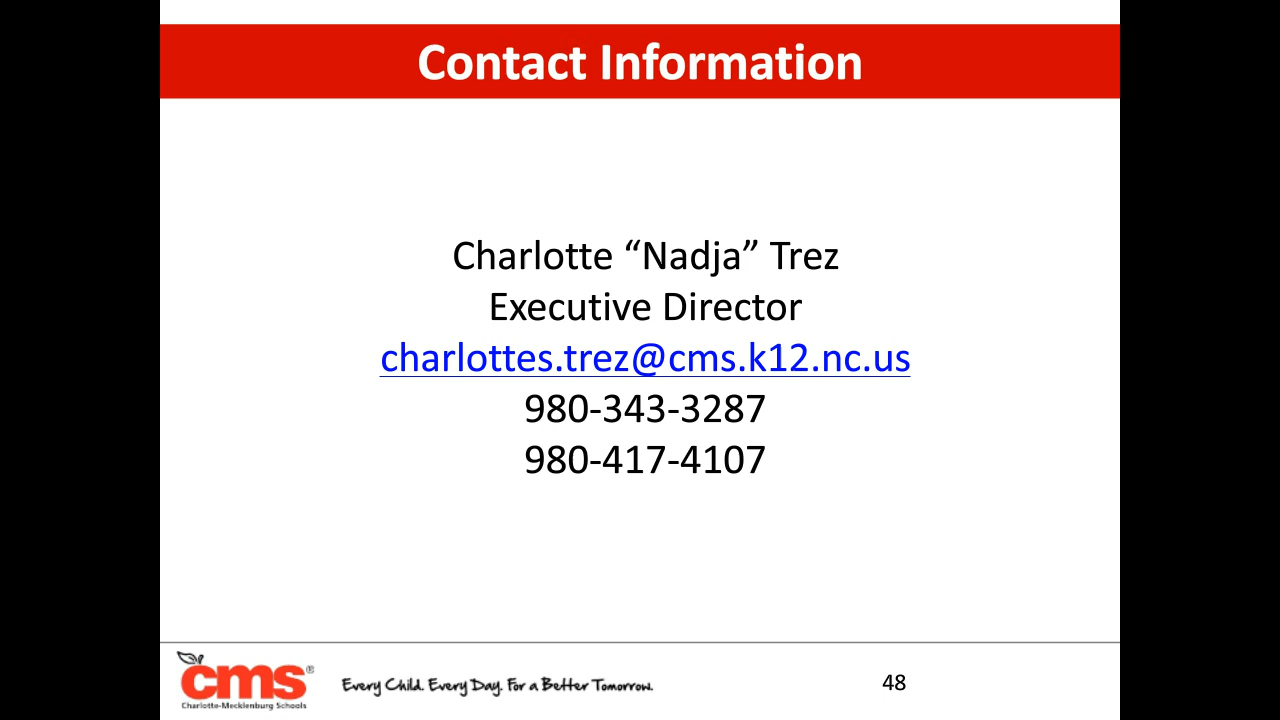 Contact Information
Charlotte “Nadja” Trez
Executive Director
charlottes.trez@cms.k12.nc.us
980-343-3287
980-417-4107
cms®
Charlotte-Mecklenburg Schools
Every Child. Every Day. For a Better Tomorrow.
48